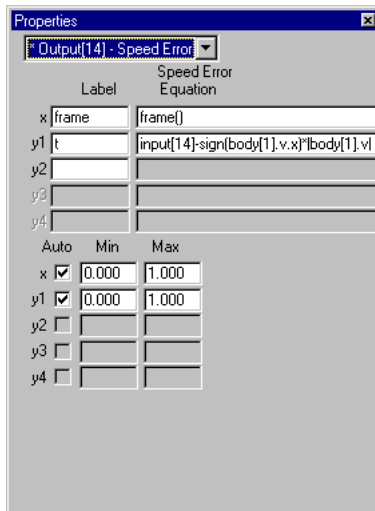 Properties
* Output[14] - Speed Error
Speed Error
Label Equation
x frame frame()
y1 t input[14]-sign(body[1].v.x)*|body[1].v|
y2
y3
y4
Auto Min Max
x 0.000 1.000
y1 0.000 1.000
y2
y3
y4